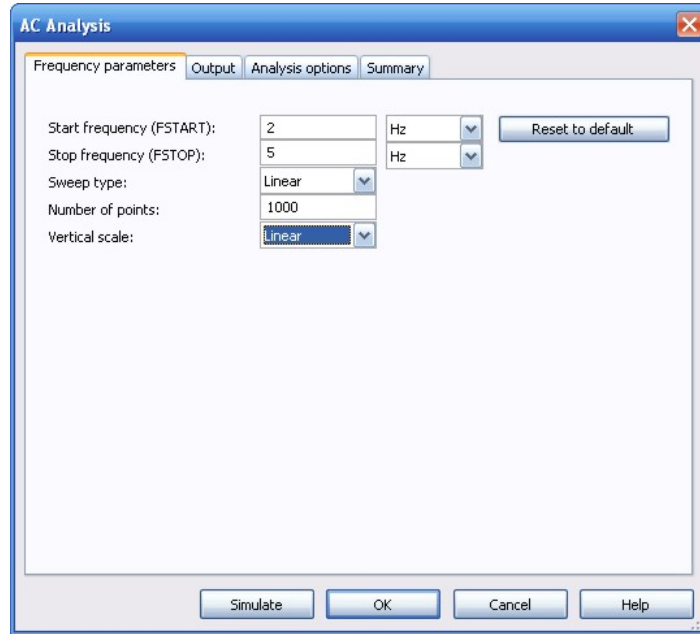 AC Analysis
Frequency parameters Output Analysis options Summary
Start frequency (FSTART): 2 Hz Reset to default
Stop frequency (FSTOP): 5 Hz
Sweep type: Linear
Number of points: 1000
Vertical scale: Linear
Simulate OK Cancel Help